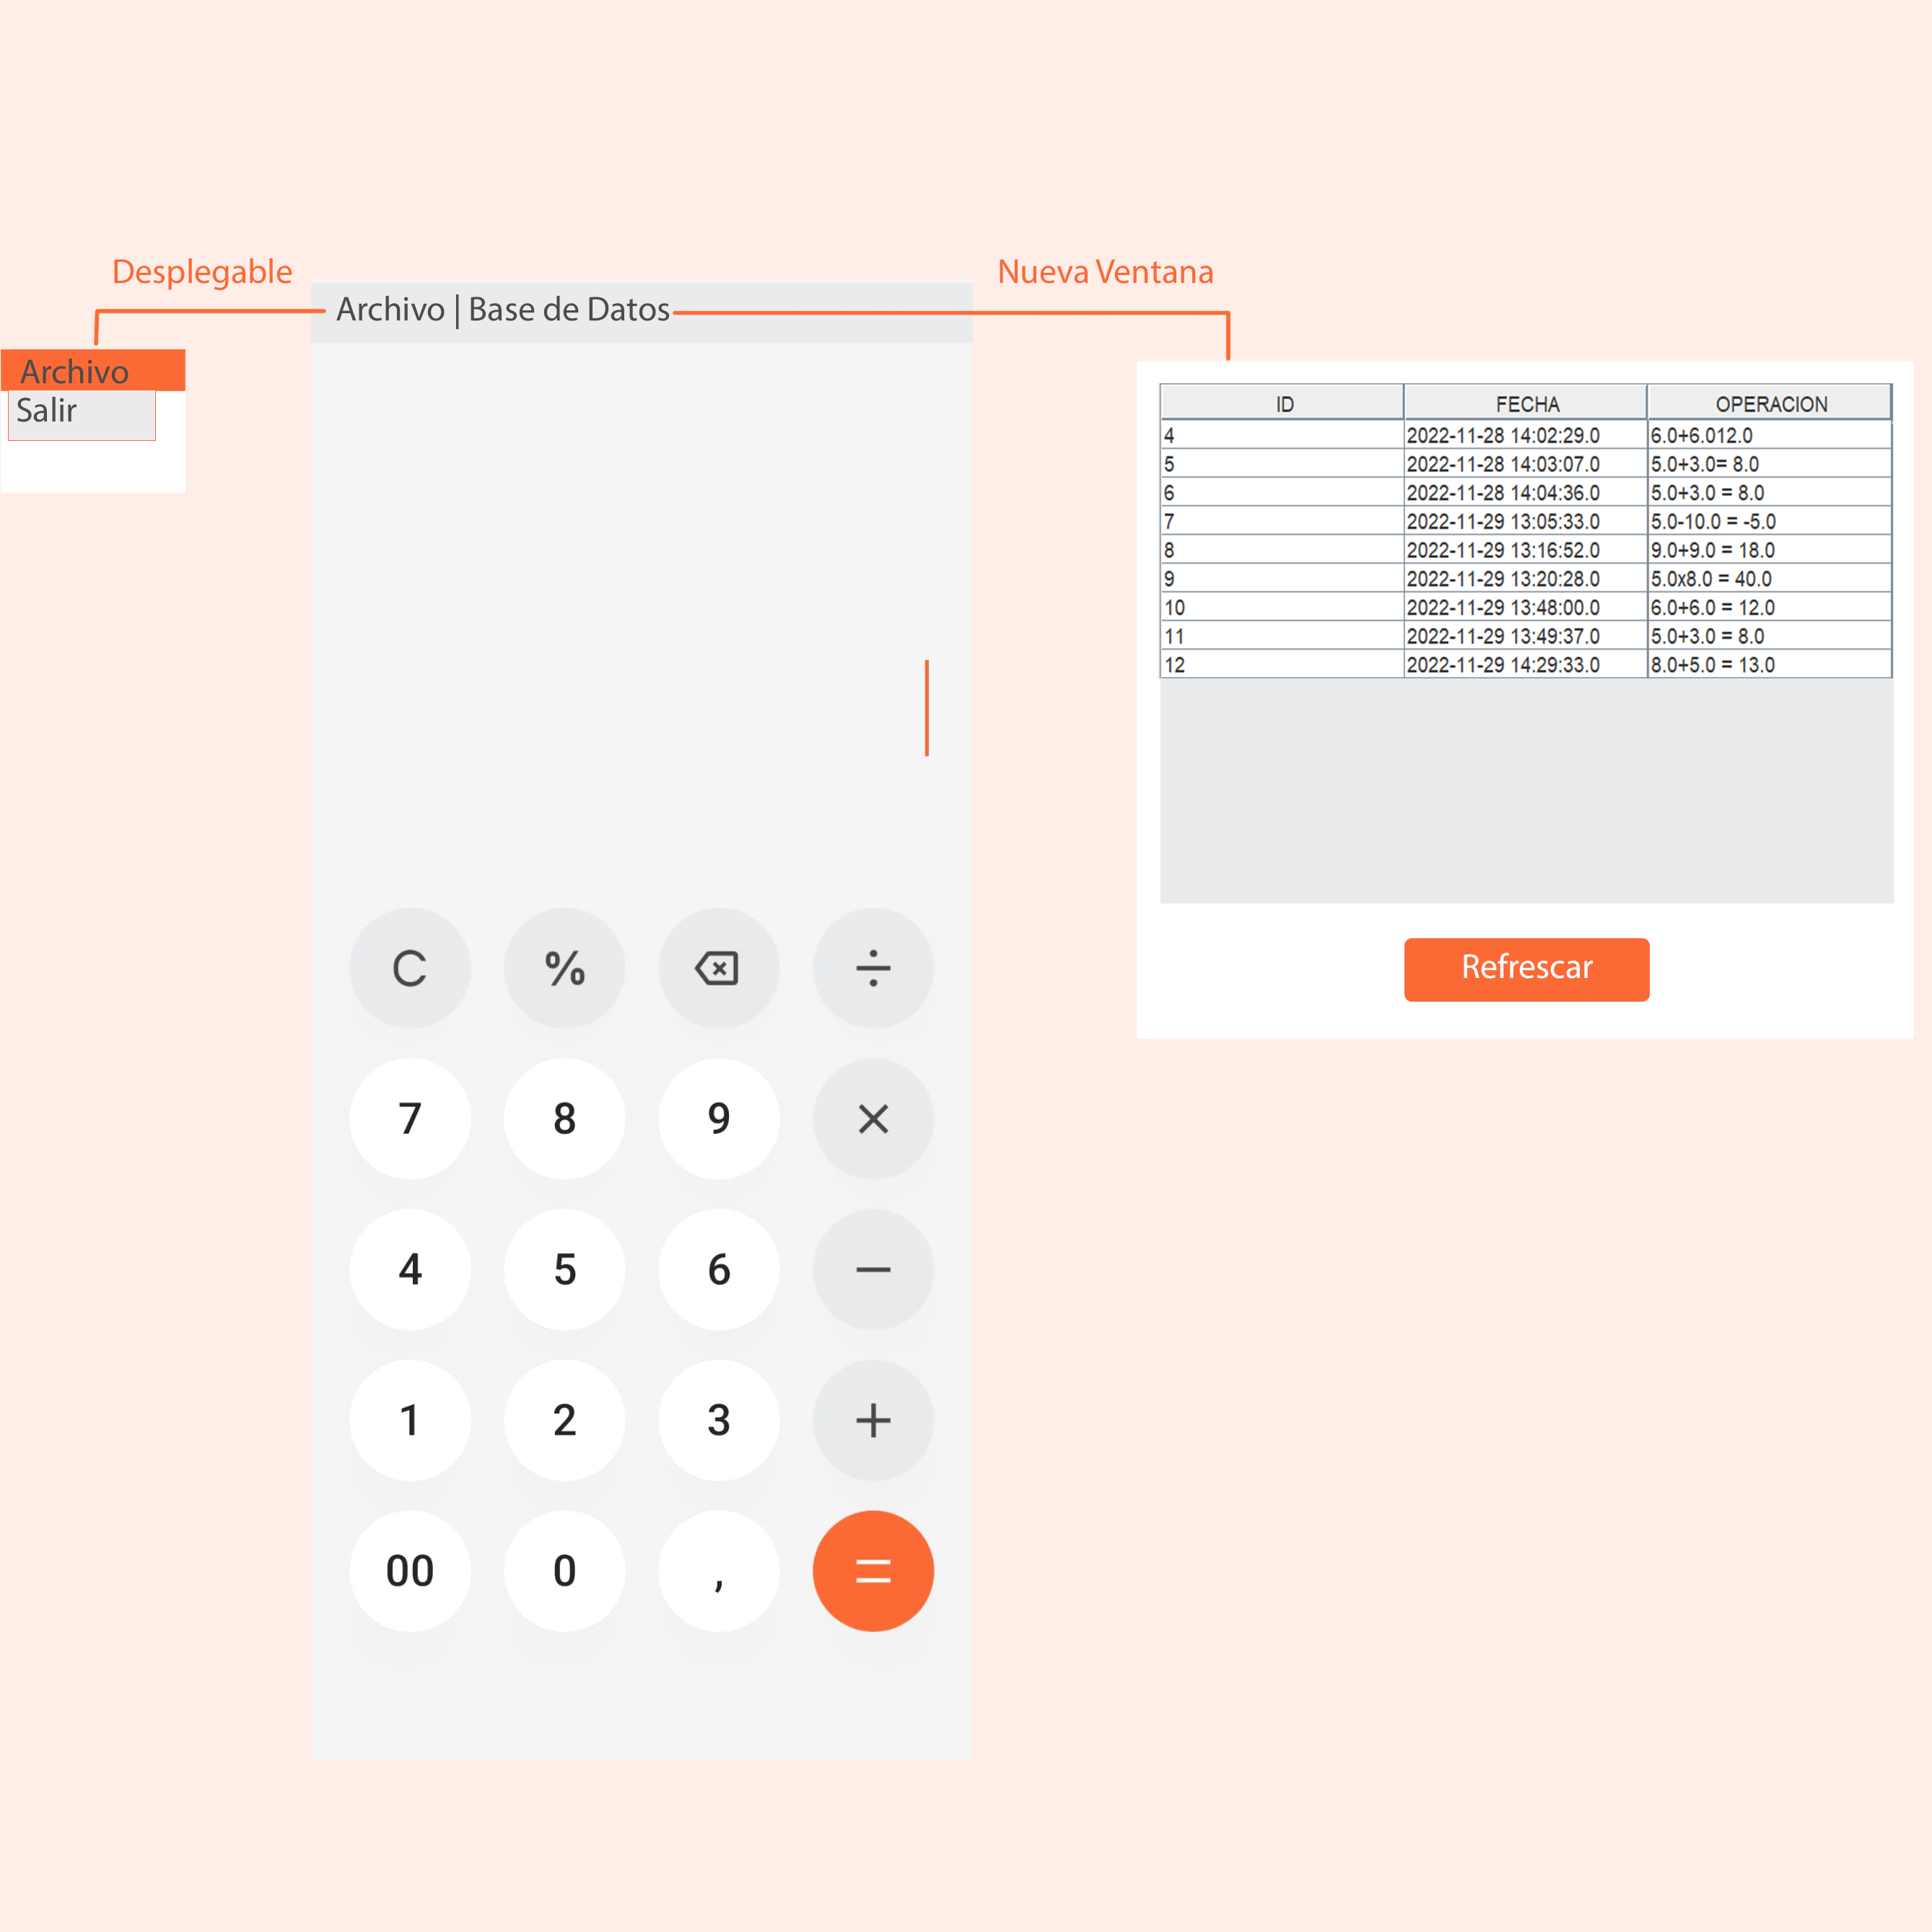 Desplegable
Nueva Ventana
Archivo | Base de Datos
Archivo
Salir
ID FECHA OPERACION
4 2022-11-28 14:02:29.0 6.0+6.012.0
5 2022-11-28 14:03:07.0 5.0+3.0= 8.0
6 2022-11-28 14:04:36.0 5.0+3.0 = 8.0
7 2022-11-29 13:05:33.0 5.0-10.0 = -5.0
8 2022-11-29 13:16:52.0 9.0+9.0 = 18.0
9 2022-11-29 13:20:28.0 5.0x8.0 = 40.0
10 2022-11-29 13:48:00.0 6.0+6.0 = 12.0
11 2022-11-29 13:49:37.0 5.0+3.0 = 8.0
12 2022-11-29 14:29:33.0 8.0+5.0 = 13.0
Refrescar
C % ÷
7 8 9 ×
4 5 6 −
1 2 3 +
00 0 , =